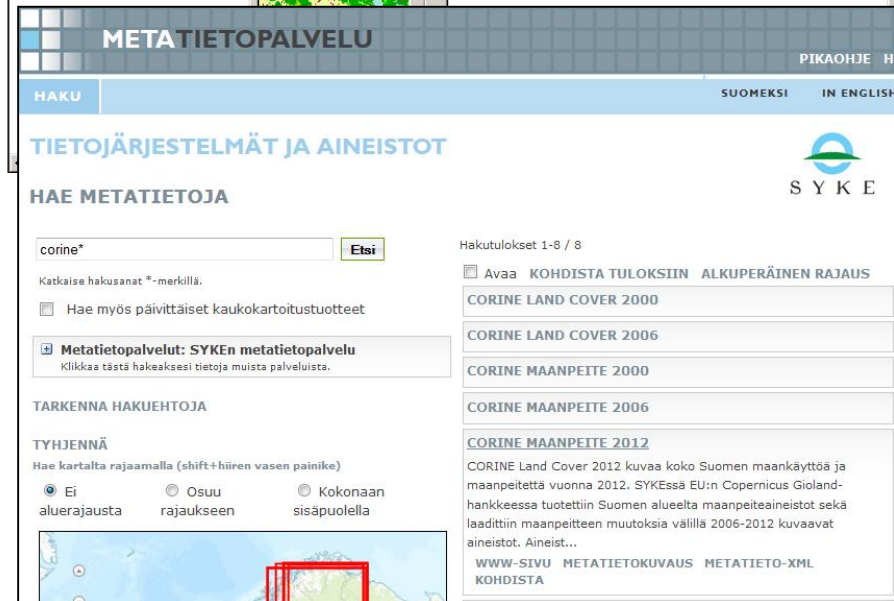 METATIETOPALVELU
PIKAOHJE H
HAKU
SUOMEKSI IN ENGLISH
TIETOJÄRJESTELMÄT JA AINEISTOT
SYKE
HAE METATIETOJA
corine* Etsi
Katkaise hakusanat *-merkillä.
Hae myös päivittäiset kaukokartoitustuotteet
Metatietopalvelut: SYKEn metatietopalvelu
Klikkaa tästä hakeaksesi tietoja muista palveluista.
TARKENNA HAKUEHTOJA
TYHJENNÄ
Hae kartalta rajaamalla (shift+hiiren vasen painike)
Ei aluerajausta
Osuu rajaukseen
Kokonaan sisäpuolella
Hakutulokset 1-8 / 8
Avaa KOHDISTA TULOKSIIN ALKUPERÄINEN RAJAUS
CORINE LAND COVER 2000
CORINE LAND COVER 2006
CORINE MAANPEITE 2000
CORINE MAANPEITE 2006
CORINE MAANPEITE 2012
CORINE Land Cover 2012 kuvaa koko Suomen maankäyttöä ja
maanpeitettä vuonna 2012. SYKEssä EU:n Copernicus Gioland-
hankkeessa tuotettiin Suomen alueelta maanpeiteaineistot sekä
laadittiin maanpeitteen muutoksia välillä 2006-2012 kuvaavat
aineistot. Aineist...
WWW-SIVU METATIETOKUVAUS METATIETO-XML
KOHDISTA